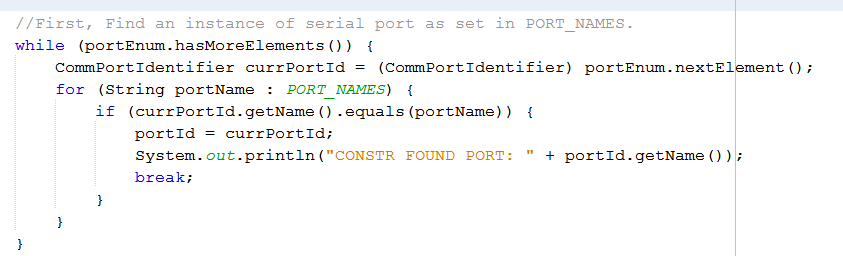 //First, Find an instance of serial port as set in PORT_NAMES.
while (portEnum.hasMoreElements()) {
    CommPortIdentifier currPortId = (CommPortIdentifier) portEnum.nextElement();
    for (String portName : PORT_NAMES) {
        if (currPortId.getName().equals(portName)) {
            portId = currPortId;
            System.out.println("CONSTR FOUND PORT: " + portId.getName());
            break;
        }
    }
}